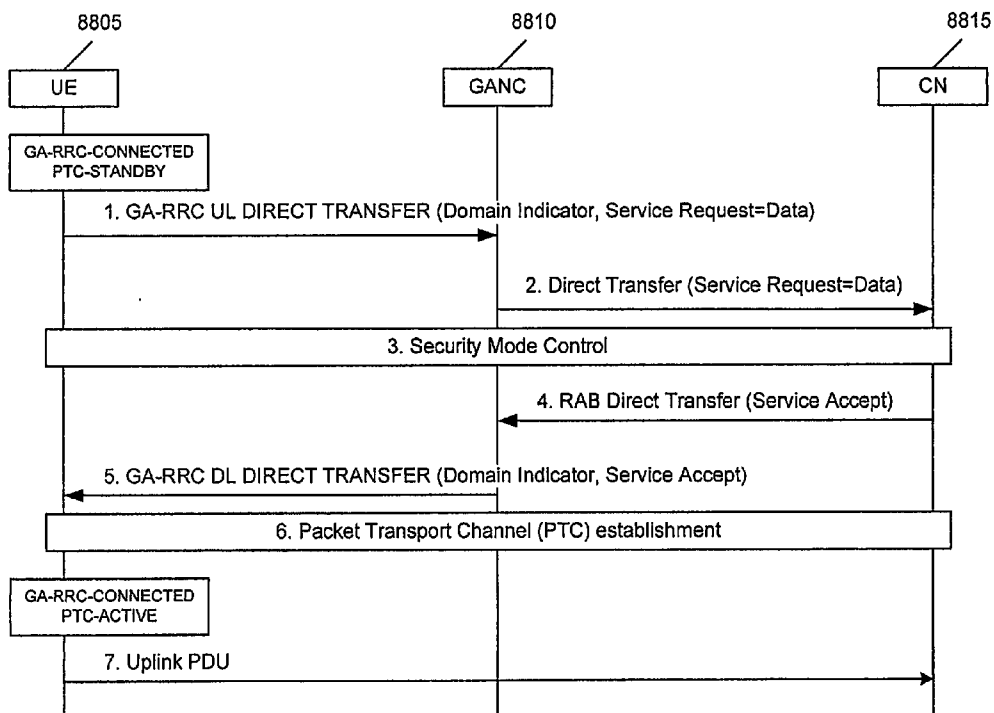 8805
8810
8815
UE
GANC
CN
GA-RRC-CONNECTED
PTC-STANDBY
1. GA-RRC UL DIRECT TRANSFER (Domain Indicator, Service Request=Data)
2. Direct Transfer (Service Request=Data)
3. Security Mode Control
4. RAB Direct Transfer (Service Accept)
5. GA-RRC DL DIRECT TRANSFER (Domain Indicator, Service Accept)
6. Packet Transport Channel (PTC) establishment
GA-RRC-CONNECTED
PTC-ACTIVE
7. Uplink PDU